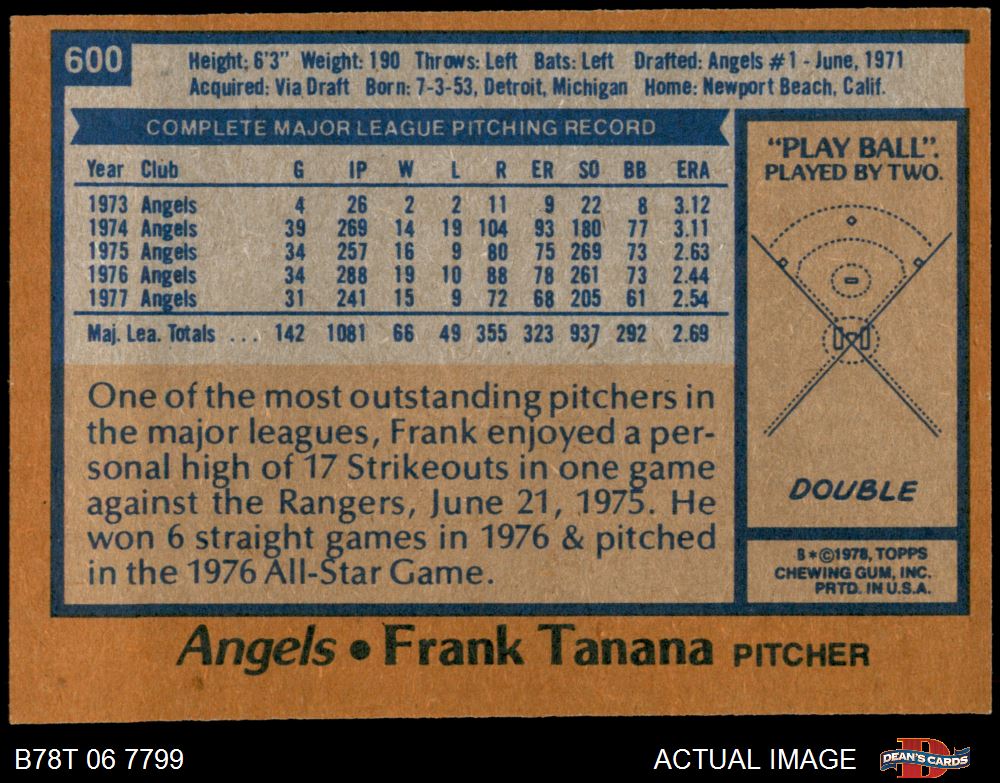 600
Height: 6'3" Weight: 190 Throws: Left Bats: Left Drafted: Angels #1 - June, 1971
Acquired: Via Draft Born: 7-3-53, Detroit, Michigan Home: Newport Beach, Calif.
COMPLETE MAJOR LEAGUE PITCHING RECORD
Year Club G IP W L R ER SO BB ERA
1973 Angels 4 26 2 2 11 9 22 8 3.12
1974 Angels 39 269 14 19 104 93 180 77 3.11
1975 Angels 34 257 16 9 80 75 269 73 2.63
1976 Angels 34 288 19 10 88 78 261 73 2.44
1977 Angels 31 241 15 9 72 68 205 61 2.54
Maj. Lea. Totals ... 142 1081 66 49 355 323 937 292 2.69
One of the most outstanding pitchers in
the major leagues, Frank enjoyed a per-
sonal high of 17 Strikeouts in one game
against the Rangers, June 21, 1975. He
won 6 straight games in 1976 & pitched
in the 1976 All-Star Game.
"PLAY BALL".
PLAYED BY TWO.
DOUBLE
B*©1978, TOPPS
CHEWING GUM, INC.
PRTD. IN U.S.A.
Angels • Frank Tanana PITCHER
B78T 06 7799
ACTUAL IMAGE
D
DEAN'S CARDS